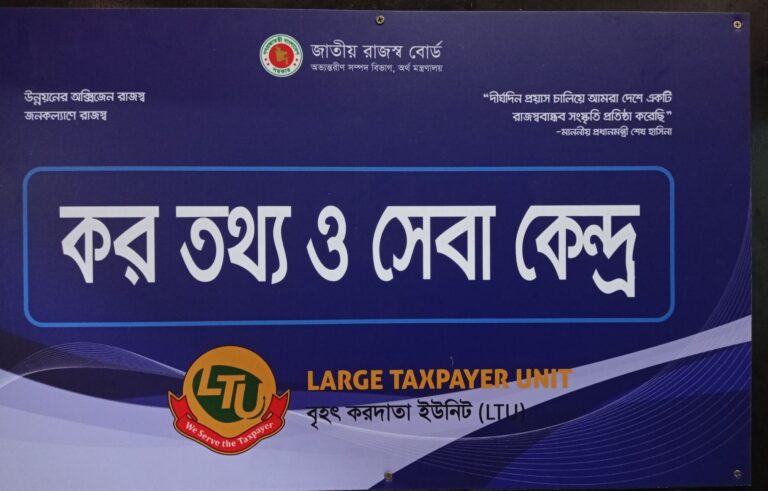 জাতীয় রাজস্ব বোর্ড
অভ্যন্তরীণ সম্পদ বিভাগ, অর্থ মন্ত্রণালয়
উন্নয়নের অক্সিজেন রাজস্ব
জনকল্যাণে রাজস্ব
“দীর্ঘদিন প্রয়াস চালিয়ে আমরা দেশে একটি
রাজস্ববান্ধব সংস্কৃতি প্রতিষ্ঠা করেছি”
-মাননীয় প্রধানমন্ত্রী শেখ হাসিনা
কর তথ্য ও সেবা কেন্দ্র
LTU
We Serve the Taxpayer
LARGE TAXPAYER UNIT
বৃহৎ করদাতা ইউনিট (LTU)